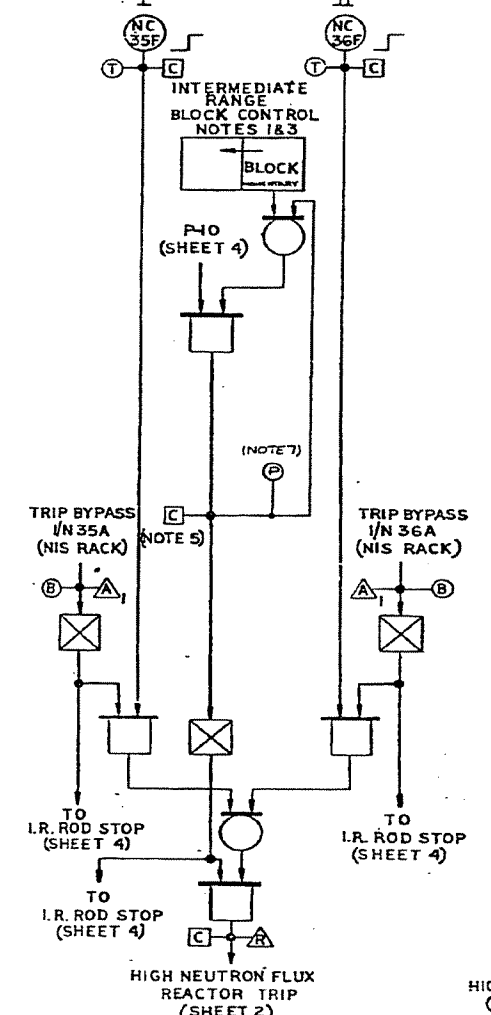 I
II
NC
35F
NC
36F
T
C
T
C
INTERMEDIATE
RANGE
BLOCK CONTROL
NOTES 1&3
BLOCK
P-10
(SHEET 4)
(NOTE 7)
P
C
(NOTE 5)
TRIP BYPASS
I/N 35A
(NIS RACK)
TRIP BYPASS
I/N 36A
(NIS RACK)
B
A
1
A
1
B
TO
I.R. ROD STOP
(SHEET 4)
TO
I.R. ROD STOP
(SHEET 4)
TO
I.R. ROD STOP
(SHEET 4)
C
R
HIGH NEUTRON FLUX
REACTOR TRIP
(SHEET 2)